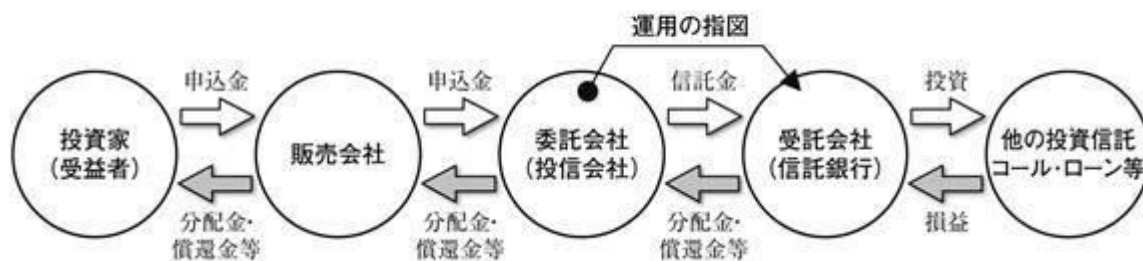 運用の指図
申込金
申込金
信託金
投資
投資家
(受益者)
販売会社
委託会社
(投信会社)
受託会社
(信託銀行)
他の投資信託
コール・ローン等
分配金・
償還金等
分配金・
償還金等
分配金・
償還金等
損益